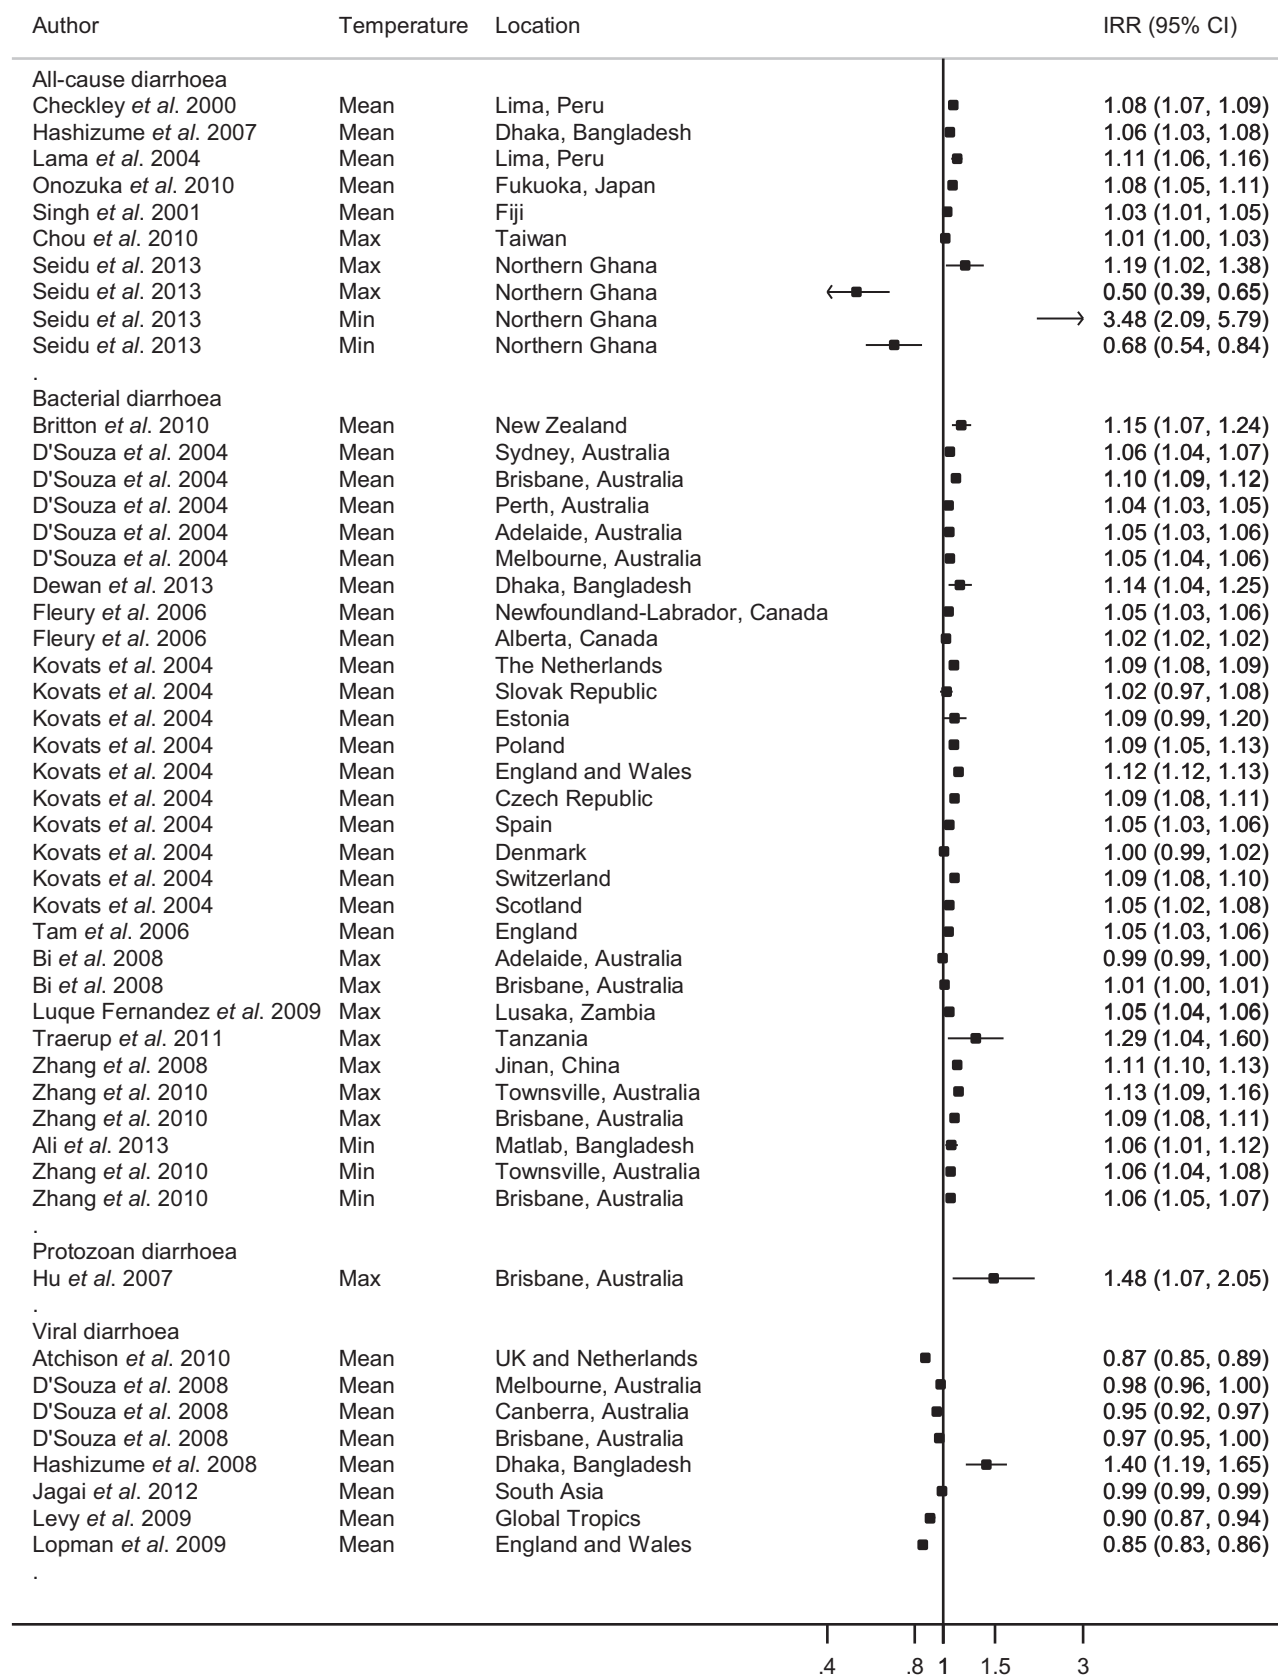 Author Temperature Location IRR (95% CI)
All-cause diarrhoea
Checkley et al. 2000 Mean Lima, Peru 1.08 (1.07, 1.09)
Hashizume et al. 2007 Mean Dhaka, Bangladesh 1.06 (1.03, 1.08)
Lama et al. 2004 Mean Lima, Peru 1.11 (1.06, 1.16)
Onozuka et al. 2010 Mean Fukuoka, Japan 1.08 (1.05, 1.11)
Singh et al. 2001 Mean Fiji 1.03 (1.01, 1.05)
Chou et al. 2010 Max Taiwan 1.01 (1.00, 1.03)
Seidu et al. 2013 Max Northern Ghana 1.19 (1.02, 1.38)
Seidu et al. 2013 Max Northern Ghana 0.50 (0.39, 0.65)
Seidu et al. 2013 Min Northern Ghana 3.48 (2.09, 5.79)
Seidu et al. 2013 Min Northern Ghana 0.68 (0.54, 0.84)
.
Bacterial diarrhoea
Britton et al. 2010 Mean New Zealand 1.15 (1.07, 1.24)
D'Souza et al. 2004 Mean Sydney, Australia 1.06 (1.04, 1.07)
D'Souza et al. 2004 Mean Brisbane, Australia 1.10 (1.09, 1.12)
D'Souza et al. 2004 Mean Perth, Australia 1.04 (1.03, 1.05)
D'Souza et al. 2004 Mean Adelaide, Australia 1.05 (1.03, 1.06)
D'Souza et al. 2004 Mean Melbourne, Australia 1.05 (1.04, 1.06)
Dewan et al. 2013 Mean Dhaka, Bangladesh 1.14 (1.04, 1.25)
Fleury et al. 2006 Mean Newfoundland-Labrador, Canada 1.05 (1.03, 1.06)
Fleury et al. 2006 Mean Alberta, Canada 1.02 (1.02, 1.02)
Kovats et al. 2004 Mean The Netherlands 1.09 (1.08, 1.09)
Kovats et al. 2004 Mean Slovak Republic 1.02 (0.97, 1.08)
Kovats et al. 2004 Mean Estonia 1.09 (0.99, 1.20)
Kovats et al. 2004 Mean Poland 1.09 (1.05, 1.13)
Kovats et al. 2004 Mean England and Wales 1.12 (1.12, 1.13)
Kovats et al. 2004 Mean Czech Republic 1.09 (1.08, 1.11)
Kovats et al. 2004 Mean Spain 1.05 (1.03, 1.06)
Kovats et al. 2004 Mean Denmark 1.00 (0.99, 1.02)
Kovats et al. 2004 Mean Switzerland 1.09 (1.08, 1.10)
Kovats et al. 2004 Mean Scotland 1.05 (1.02, 1.08)
Tam et al. 2006 Mean England 1.05 (1.03, 1.06)
Bi et al. 2008 Max Adelaide, Australia 0.99 (0.99, 1.00)
Bi et al. 2008 Max Brisbane, Australia 1.01 (1.00, 1.01)
Luque Fernandez et al. 2009 Max Lusaka, Zambia 1.05 (1.04, 1.06)
Traerup et al. 2011 Max Tanzania 1.29 (1.04, 1.60)
Zhang et al. 2008 Max Jinan, China 1.11 (1.10, 1.13)
Zhang et al. 2010 Max Townsville, Australia 1.13 (1.09, 1.16)
Zhang et al. 2010 Max Brisbane, Australia 1.09 (1.08, 1.11)
Ali et al. 2013 Min Matlab, Bangladesh 1.06 (1.01, 1.12)
Zhang et al. 2010 Min Townsville, Australia 1.06 (1.04, 1.08)
Zhang et al. 2010 Min Brisbane, Australia 1.06 (1.05, 1.07)
.
Protozoan diarrhoea
Hu et al. 2007 Max Brisbane, Australia 1.48 (1.07, 2.05)
.
Viral diarrhoea
Atchison et al. 2010 Mean UK and Netherlands 0.87 (0.85, 0.89)
D'Souza et al. 2008 Mean Melbourne, Australia 0.98 (0.96, 1.00)
D'Souza et al. 2008 Mean Canberra, Australia 0.95 (0.92, 0.97)
D'Souza et al. 2008 Mean Brisbane, Australia 0.97 (0.95, 1.00)
Hashizume et al. 2008 Mean Dhaka, Bangladesh 1.40 (1.19, 1.65)
Jagai et al. 2012 Mean South Asia 0.99 (0.99, 0.99)
Levy et al. 2009 Mean Global Tropics 0.90 (0.87, 0.94)
Lopman et al. 2009 Mean England and Wales 0.85 (0.83, 0.86)
.
.4 .8 1 1.5 3